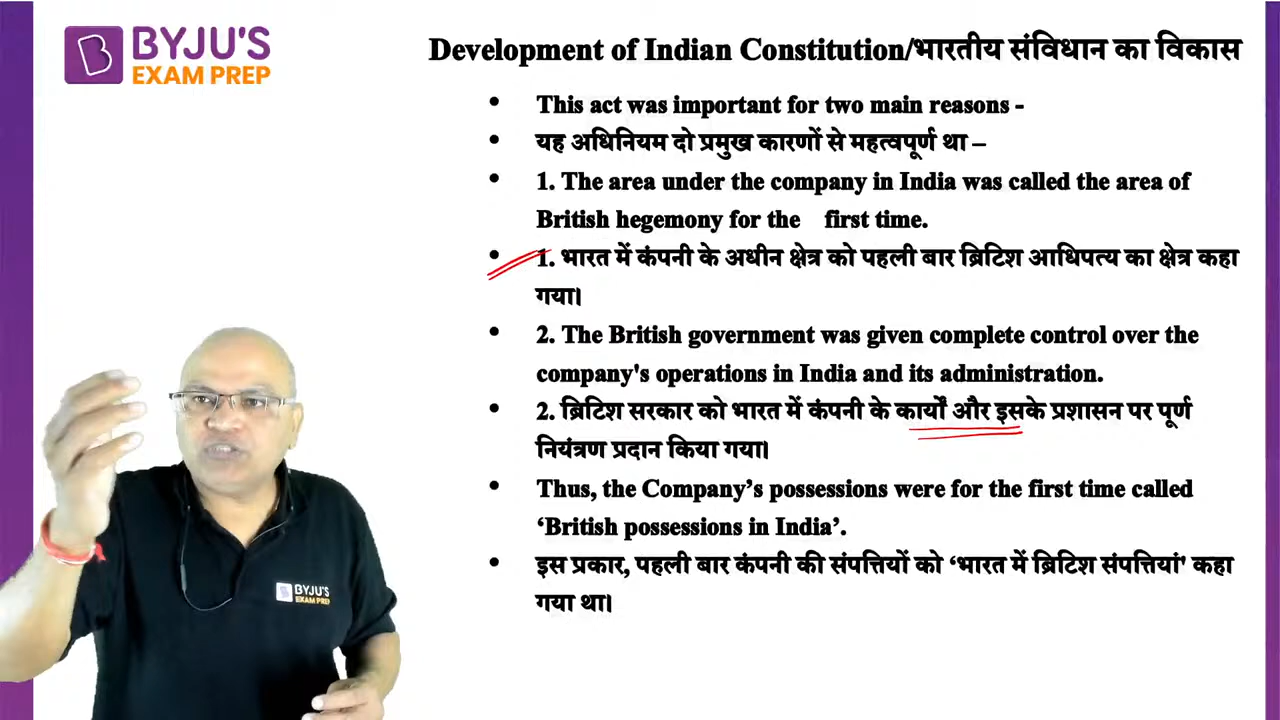 BYJU'S
EXAM PREP
Development of Indian Constitution/भारतीय संविधान का विकास
• This act was important for two main reasons -
• यह अधिनियम दो प्रमुख कारणों से महत्वपूर्ण था –
• 1. The area under the company in India was called the area of
British hegemony for the first time.
• 1. भारत में कंपनी के अधीन क्षेत्र को पहली बार ब्रिटिश आधिपत्य का क्षेत्र कहा
गया।
• 2. The British government was given complete control over the
company's operations in India and its administration.
• 2. ब्रिटिश सरकार को भारत में कंपनी के कार्यों और इसके प्रशासन पर पूर्ण
नियंत्रण प्रदान किया गया।
• Thus, the Company’s possessions were for the first time called
‘British possessions in India’.
• इस प्रकार, पहली बार कंपनी की संपत्तियों को ‘भारत में ब्रिटिश संपत्तियां' कहा
गया था।
BYJU'S
EXAM PREP